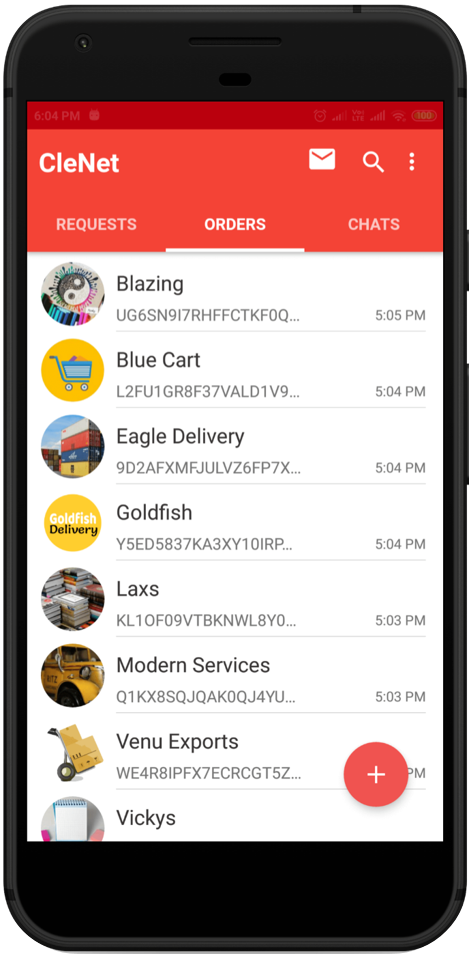 6:04 PM
Vo LTE
100
CleNet
REQUESTS ORDERS CHATS
Blazing
UG6SN9I7RHFFCTKF0Q... 5:05 PM
Blue Cart
L2FU1GR8F37VALD1V9... 5:04 PM
Eagle Delivery
9D2AFXMFJULVZ6FP7X... 5:04 PM
Goldfish
Delivery
Goldfish
Y5ED5837KA3XY10IRP... 5:04 PM
Laxs
KL1OF09VTBKNWL8Y0... 5:03 PM
Modern Services
Q1KX8SQJQAK0QJ4YU... 5:03 PM
Venu Exports
WE4R8IPFX7ECRCGT5Z... PM
Vickys